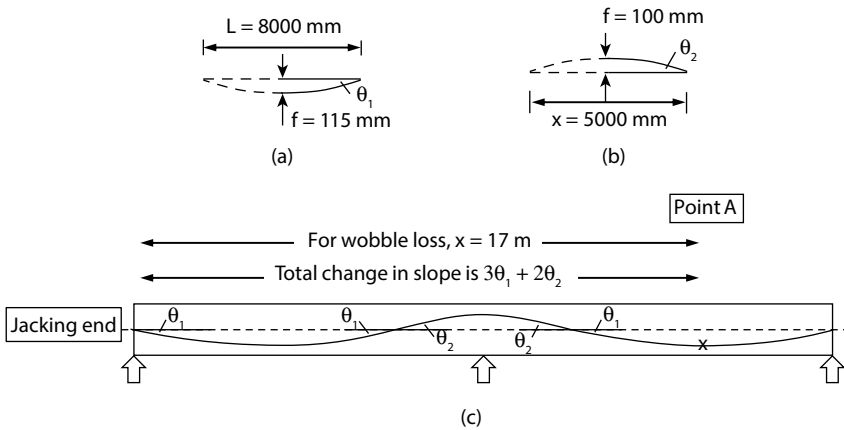 L = 8000 mm
θ₁
f = 115 mm
(a)
f = 100 mm
θ₂
x = 5000 mm
(b)
Point A
For wobble loss, x = 17 m
Total change in slope is 3θ₁ + 2θ₂
Jacking end
θ₁ θ₁ θ₂ θ₂ θ₁
x
(c)